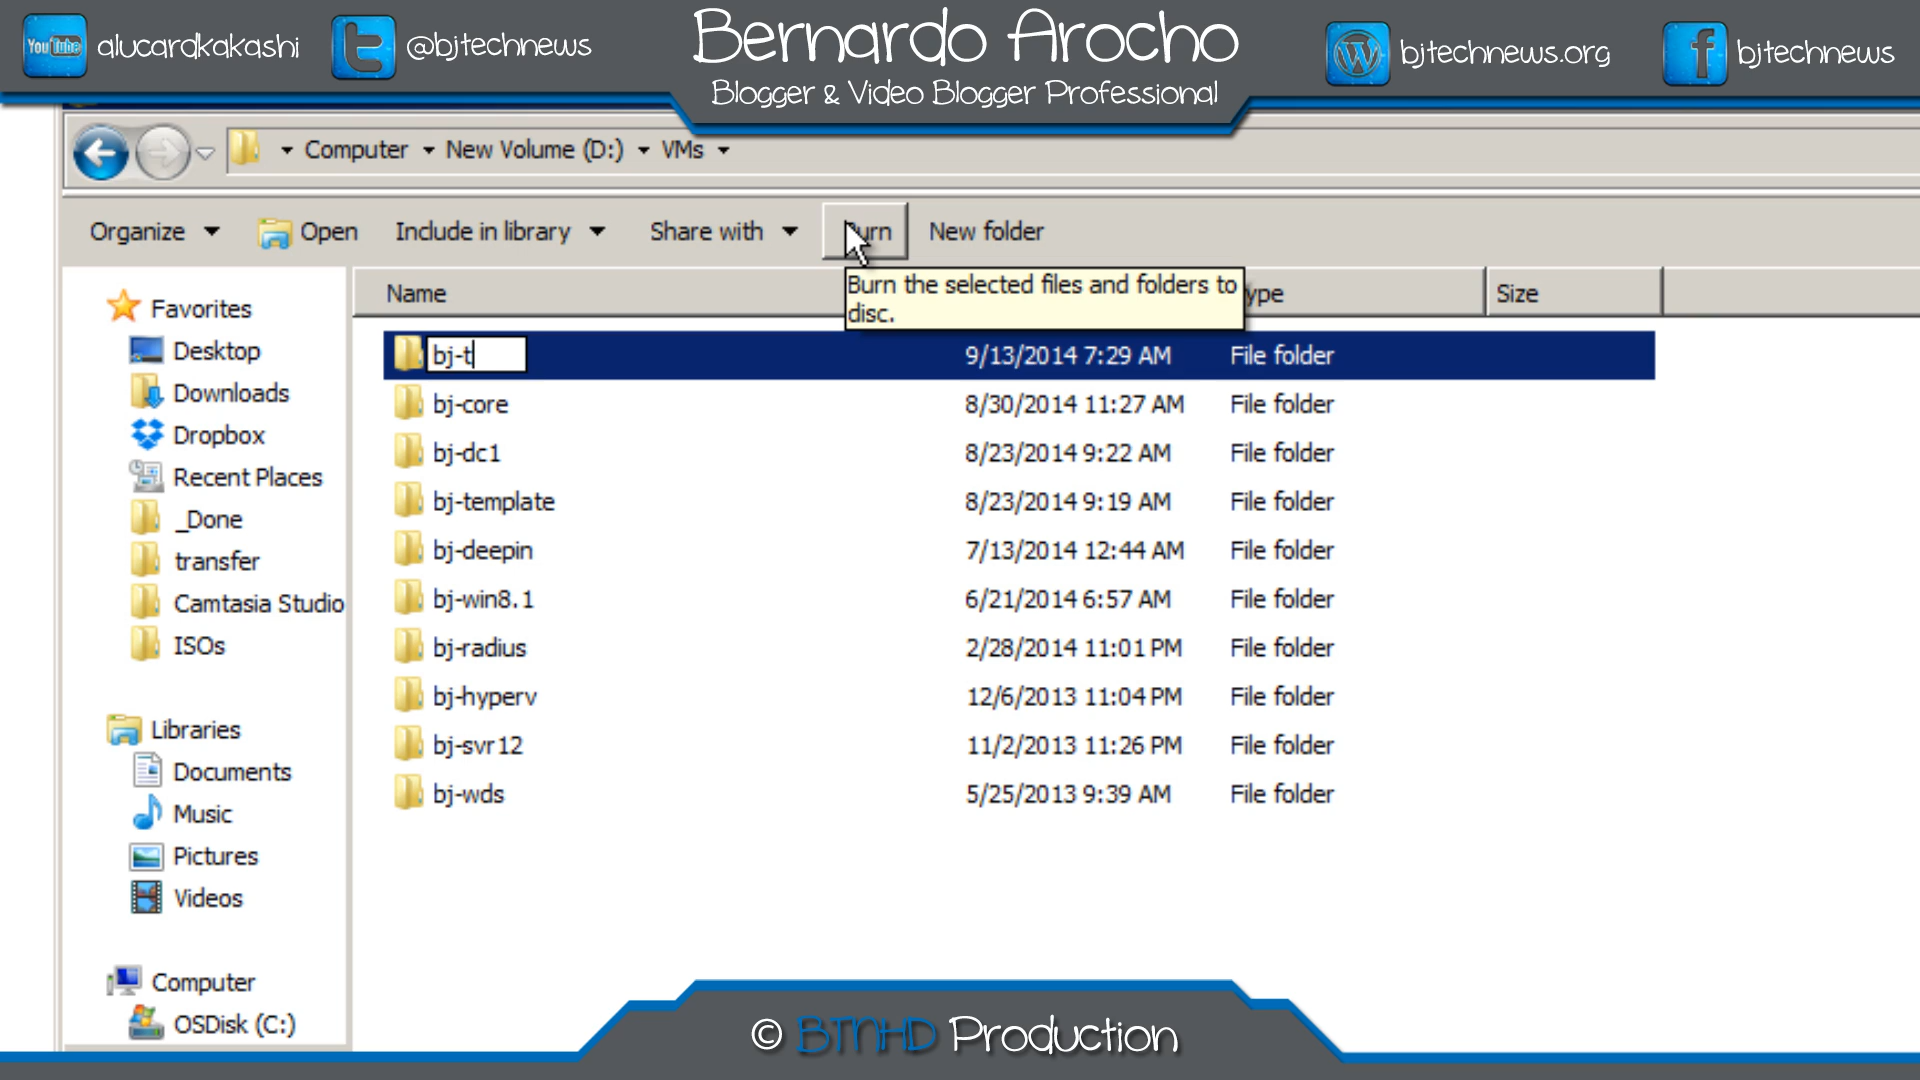 You Tube alucardkakashi
@bjtechnews
Bernardo Arocho
Blogger & Video Blogger Professional
bjtechnews.org
bjtechnews
Computer New Volume (D:) VMs
Organize Open Include in library Share with New folder
Burn the selected files and folders to
disc.
Name Size
bj-t 9/13/2014 7:29 AM File folder
bj-core 8/30/2014 11:27 AM File folder
bj-dc1 8/23/2014 9:22 AM File folder
bj-template 8/23/2014 9:19 AM File folder
bj-deepin 7/13/2014 12:44 AM File folder
bj-win8.1 6/21/2014 6:57 AM File folder
bj-radius 2/28/2014 11:01 PM File folder
bj-hyperv 12/6/2013 11:04 PM File folder
bj-svr12 11/2/2013 11:26 PM File folder
bj-wds 5/25/2013 9:39 AM File folder
Favorites
Desktop
Downloads
Dropbox
Recent Places
_Done
transfer
Camtasia Studio
ISOs
Libraries
Documents
Music
Pictures
Videos
Computer
OSDisk (C:)
© BTNHD Production